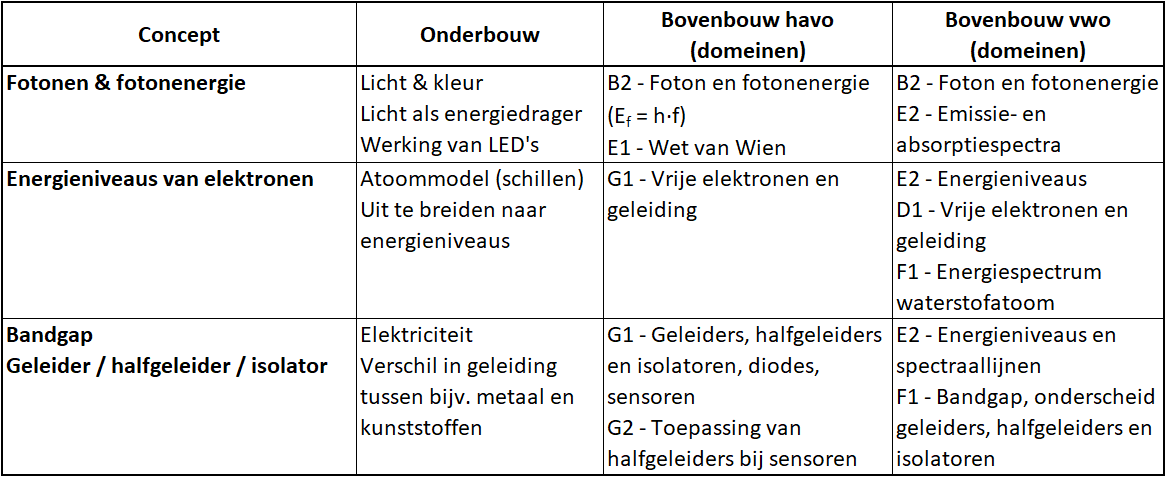 Concept
Onderbouw
Bovenbouw havo
(domeinen)
Bovenbouw vwo
(domeinen)
Fotonen & fotonenergie
Licht & kleur
Licht als energiedrager
Werking van LED's
B2 - Foton en fotonenergie
(Ef = h·f)
E1 - Wet van Wien
B2 - Foton en fotonenergie
E2 - Emissie- en
absorptiespectra
Energieniveaus van elektronen
Atoommodel (schillen)
Uit te breiden naar
energieniveaus
G1 - Vrije elektronen en
geleiding
E2 - Energieniveaus
D1 - Vrije elektronen en
geleiding
F1 - Energiespectrum
waterstofatoom
Bandgap
Geleider / halfgeleider / isolator
Elektriciteit
Verschil in geleiding
tussen bijv. metaal en
kunststoffen
G1 - Geleiders, halfgeleiders
en isolatoren, diodes,
sensoren
G2 - Toepassing van
halfgeleiders bij sensoren
E2 - Energieniveaus en
spectraallijnen
F1 - Bandgap, onderscheid
geleiders, halfgeleiders en
isolatoren